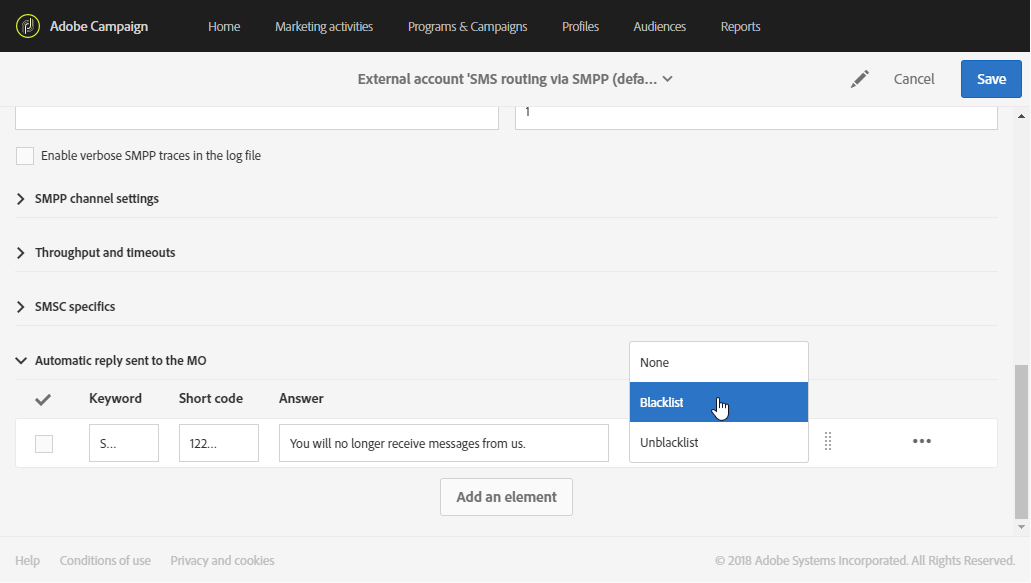 Adobe Campaign Home Marketing activities Programs & Campaigns Profiles Audiences Reports
External account 'SMS routing via SMPP (defa... Cancel Save
1
Enable verbose SMPP traces in the log file
SMPP channel settings
Throughput and timeouts
SMSC specifics
Automatic reply sent to the MO
None
Keyword Short code Answer Blacklist
S... 122... You will no longer receive messages from us. Unblacklist
Add an element
Help Conditions of use Privacy and cookies © 2018 Adobe Systems Incorporated. All Rights Reserved.